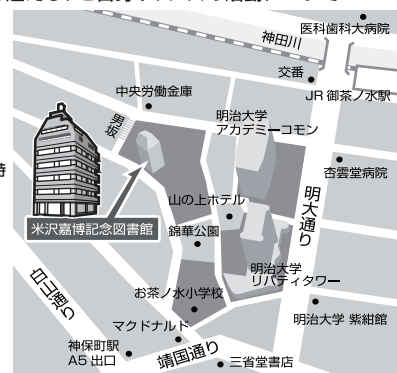 医科歯科大病院
神田川
交番
JR 御茶ノ水駅
中央労働金庫
男坂
明治大学
アカデミーコモン
杏雲堂病院
山の上ホテル
明大通り
米沢嘉博記念図書館
錦華公園
明治大学
リバティタワー
お茶ノ水小学校
白山通り
明治大学 紫紺館
マクドナルド
神保町駅
A5 出口
靖国通り
三省堂書店
時